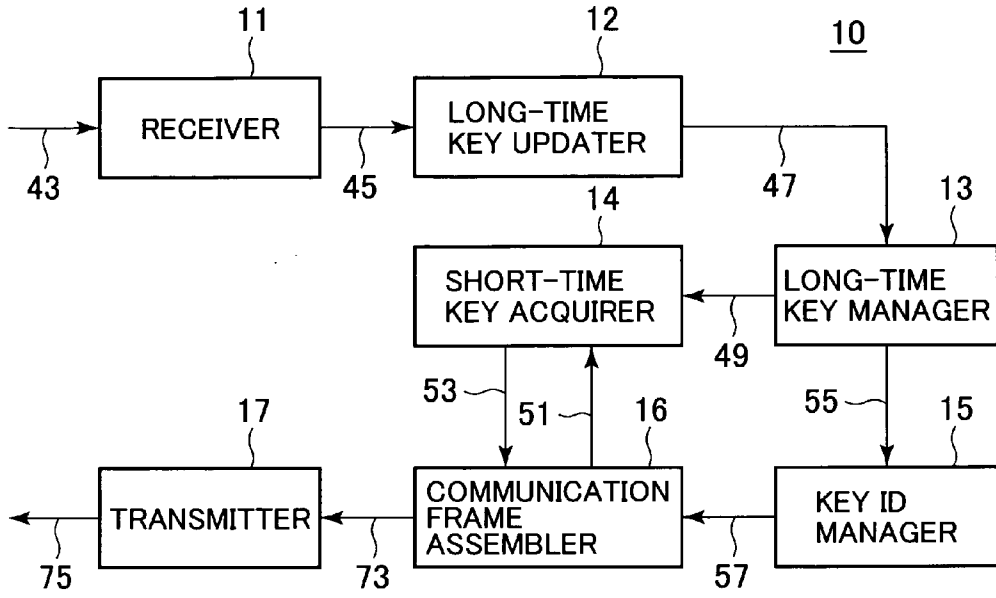 11
12
10
RECEIVER
LONG-TIME
KEY UPDATER
43
45
47
14
13
SHORT-TIME
KEY ACQUIRER
LONG-TIME
KEY MANAGER
49
53
51
55
17
16
15
TRANSMITTER
COMMUNICATION
FRAME
ASSEMBLER
KEY ID
MANAGER
75
73
57